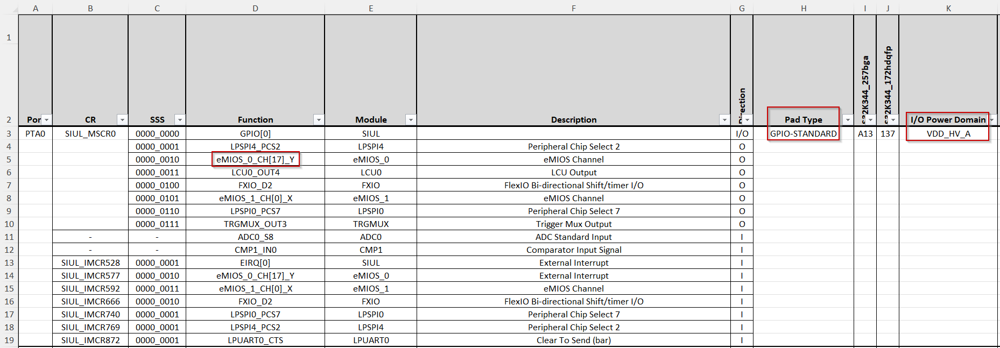 A B C D E F G H I J K
1
S32K344_257bga
S32K344_172hdqfp
Direction
2 Por CR SSS Function Module Description Pad Type I/O Power Domain
3 PTA0 SIUL_MSCR0 0000_0000 GPIO[0] SIUL I/O GPIO-STANDARD A13 137 VDD_HV_A
4 0000_0001 LPSPI4_PCS2 LPSPI4 Peripheral Chip Select 2 O
5 0000_0010 eMIOS_0_CH[17]_Y eMIOS_0 eMIOS Channel O
6 0000_0011 LCU0_OUT4 LCU0 LCU Output O
7 0000_0100 FXIO_D2 FXIO FlexIO Bi-directional Shift/timer I/O O
8 0000_0101 eMIOS_1_CH[0]_X eMIOS_1 eMIOS Channel O
9 0000_0110 LPSPI0_PCS7 LPSPI0 Peripheral Chip Select 7 O
10 0000_0111 TRGMUX_OUT3 TRGMUX Trigger Mux Output O
11 - - ADC0_S8 ADC0 ADC Standard Input I
12 - - CMP1_IN0 CMP1 Comparator Input Signal I
13 SIUL_IMCR528 0000_0001 EIRQ[0] SIUL External Interrupt I
14 SIUL_IMCR577 0000_0010 eMIOS_0_CH[17]_Y eMIOS_0 External Interrupt I
15 SIUL_IMCR592 0000_0011 eMIOS_1_CH[0]_X eMIOS_1 eMIOS Channel I
16 SIUL_IMCR666 0000_0010 FXIO_D2 FXIO FlexIO Bi-directional Shift/timer I/O I
17 SIUL_IMCR740 0000_0001 LPSPI0_PCS7 LPSPI0 Peripheral Chip Select 7 I
18 SIUL_IMCR769 0000_0001 LPSPI4_PCS2 LPSPI4 Peripheral Chip Select 2 I
19 SIUL_IMCR872 0000_0001 LPUART0_CTS LPUART0 Clear To Send (bar) I